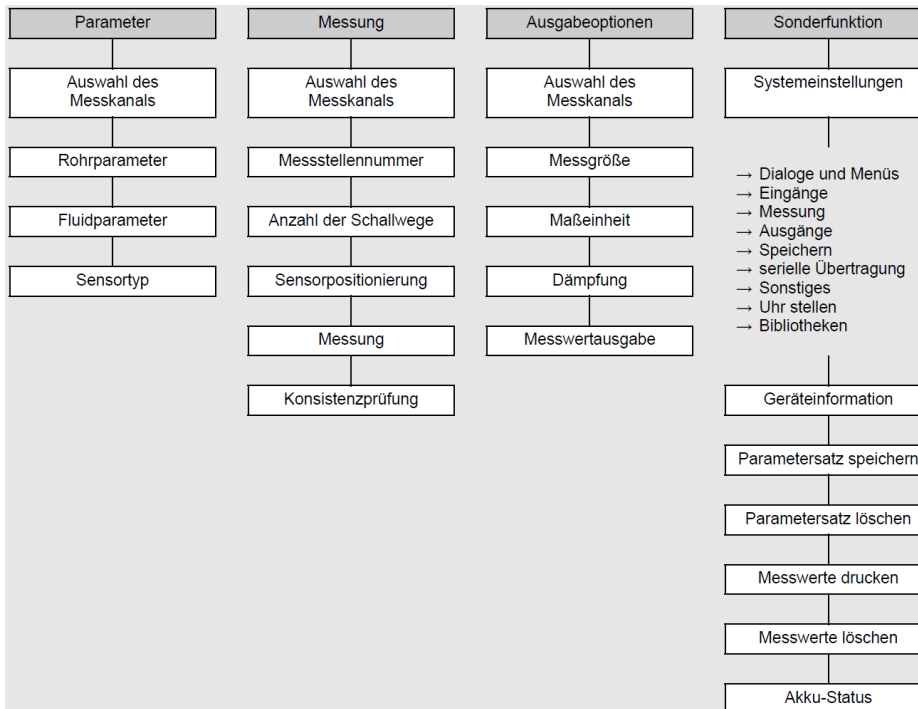 Parameter
Auswahl des
Messkanals
Rohrparameter
Fluidparameter
Sensortyp
Messung
Auswahl des
Messkanals
Messstellennummer
Anzahl der Schallwege
Sensorpositionierung
Messung
Konsistenzprüfung
Ausgabeoptionen
Auswahl des
Messkanals
Messgröße
Maßeinheit
Dämpfung
Messwertausgabe
Sonderfunktion
Systemeinstellungen
→ Dialoge und Menüs
→ Eingänge
→ Messung
→ Ausgänge
→ Speichern
→ serielle Übertragung
→ Sonstiges
→ Uhr stellen
→ Bibliotheken
Geräteinformation
Parametersatz speichern
Parametersatz löschen
Messwerte drucken
Messwerte löschen
Akku-Status